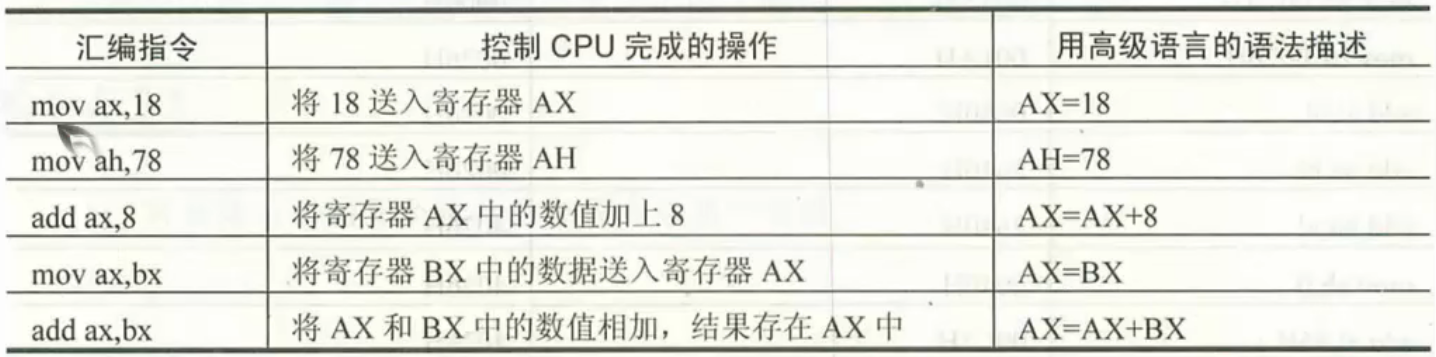 汇编指令 控制 CPU 完成的操作 用高级语言的语法描述
mov ax,18 将 18 送入寄存器 AX AX=18
mov ah,78 将 78 送入寄存器 AH AH=78
add ax,8 将寄存器 AX 中的数值加上 8 AX=AX+8
mov ax,bx 将寄存器 BX 中的数据送入寄存器 AX AX=BX
add ax,bx 将 AX 和 BX 中的数值相加，结果存在 AX 中 AX=AX+BX